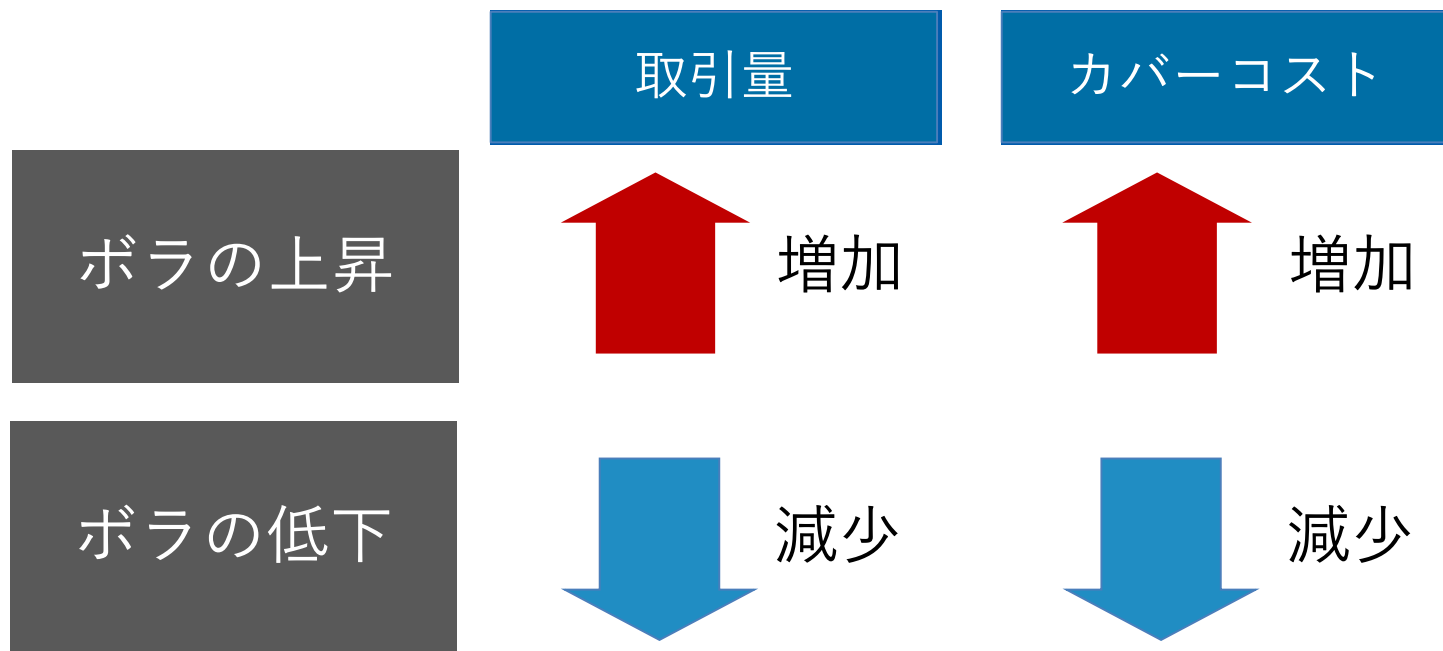 取引量
カバーコスト
ボラの上昇
増加
増加
ボラの低下
減少
減少